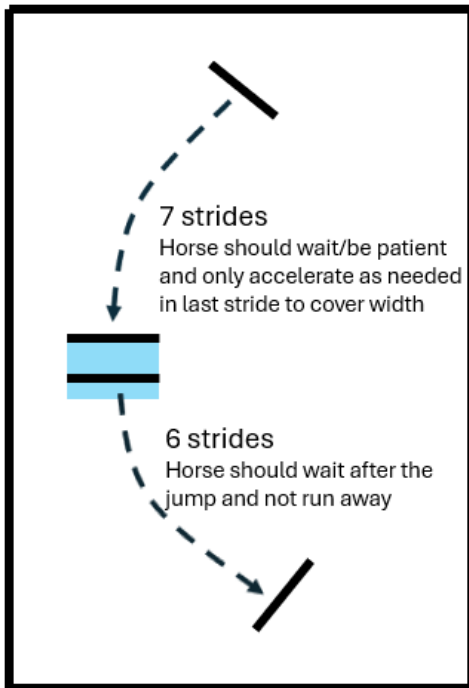 7 strides
Horse should wait/be patient
and only accelerate as needed
in last stride to cover width
6 strides
Horse should wait after the
jump and not run away